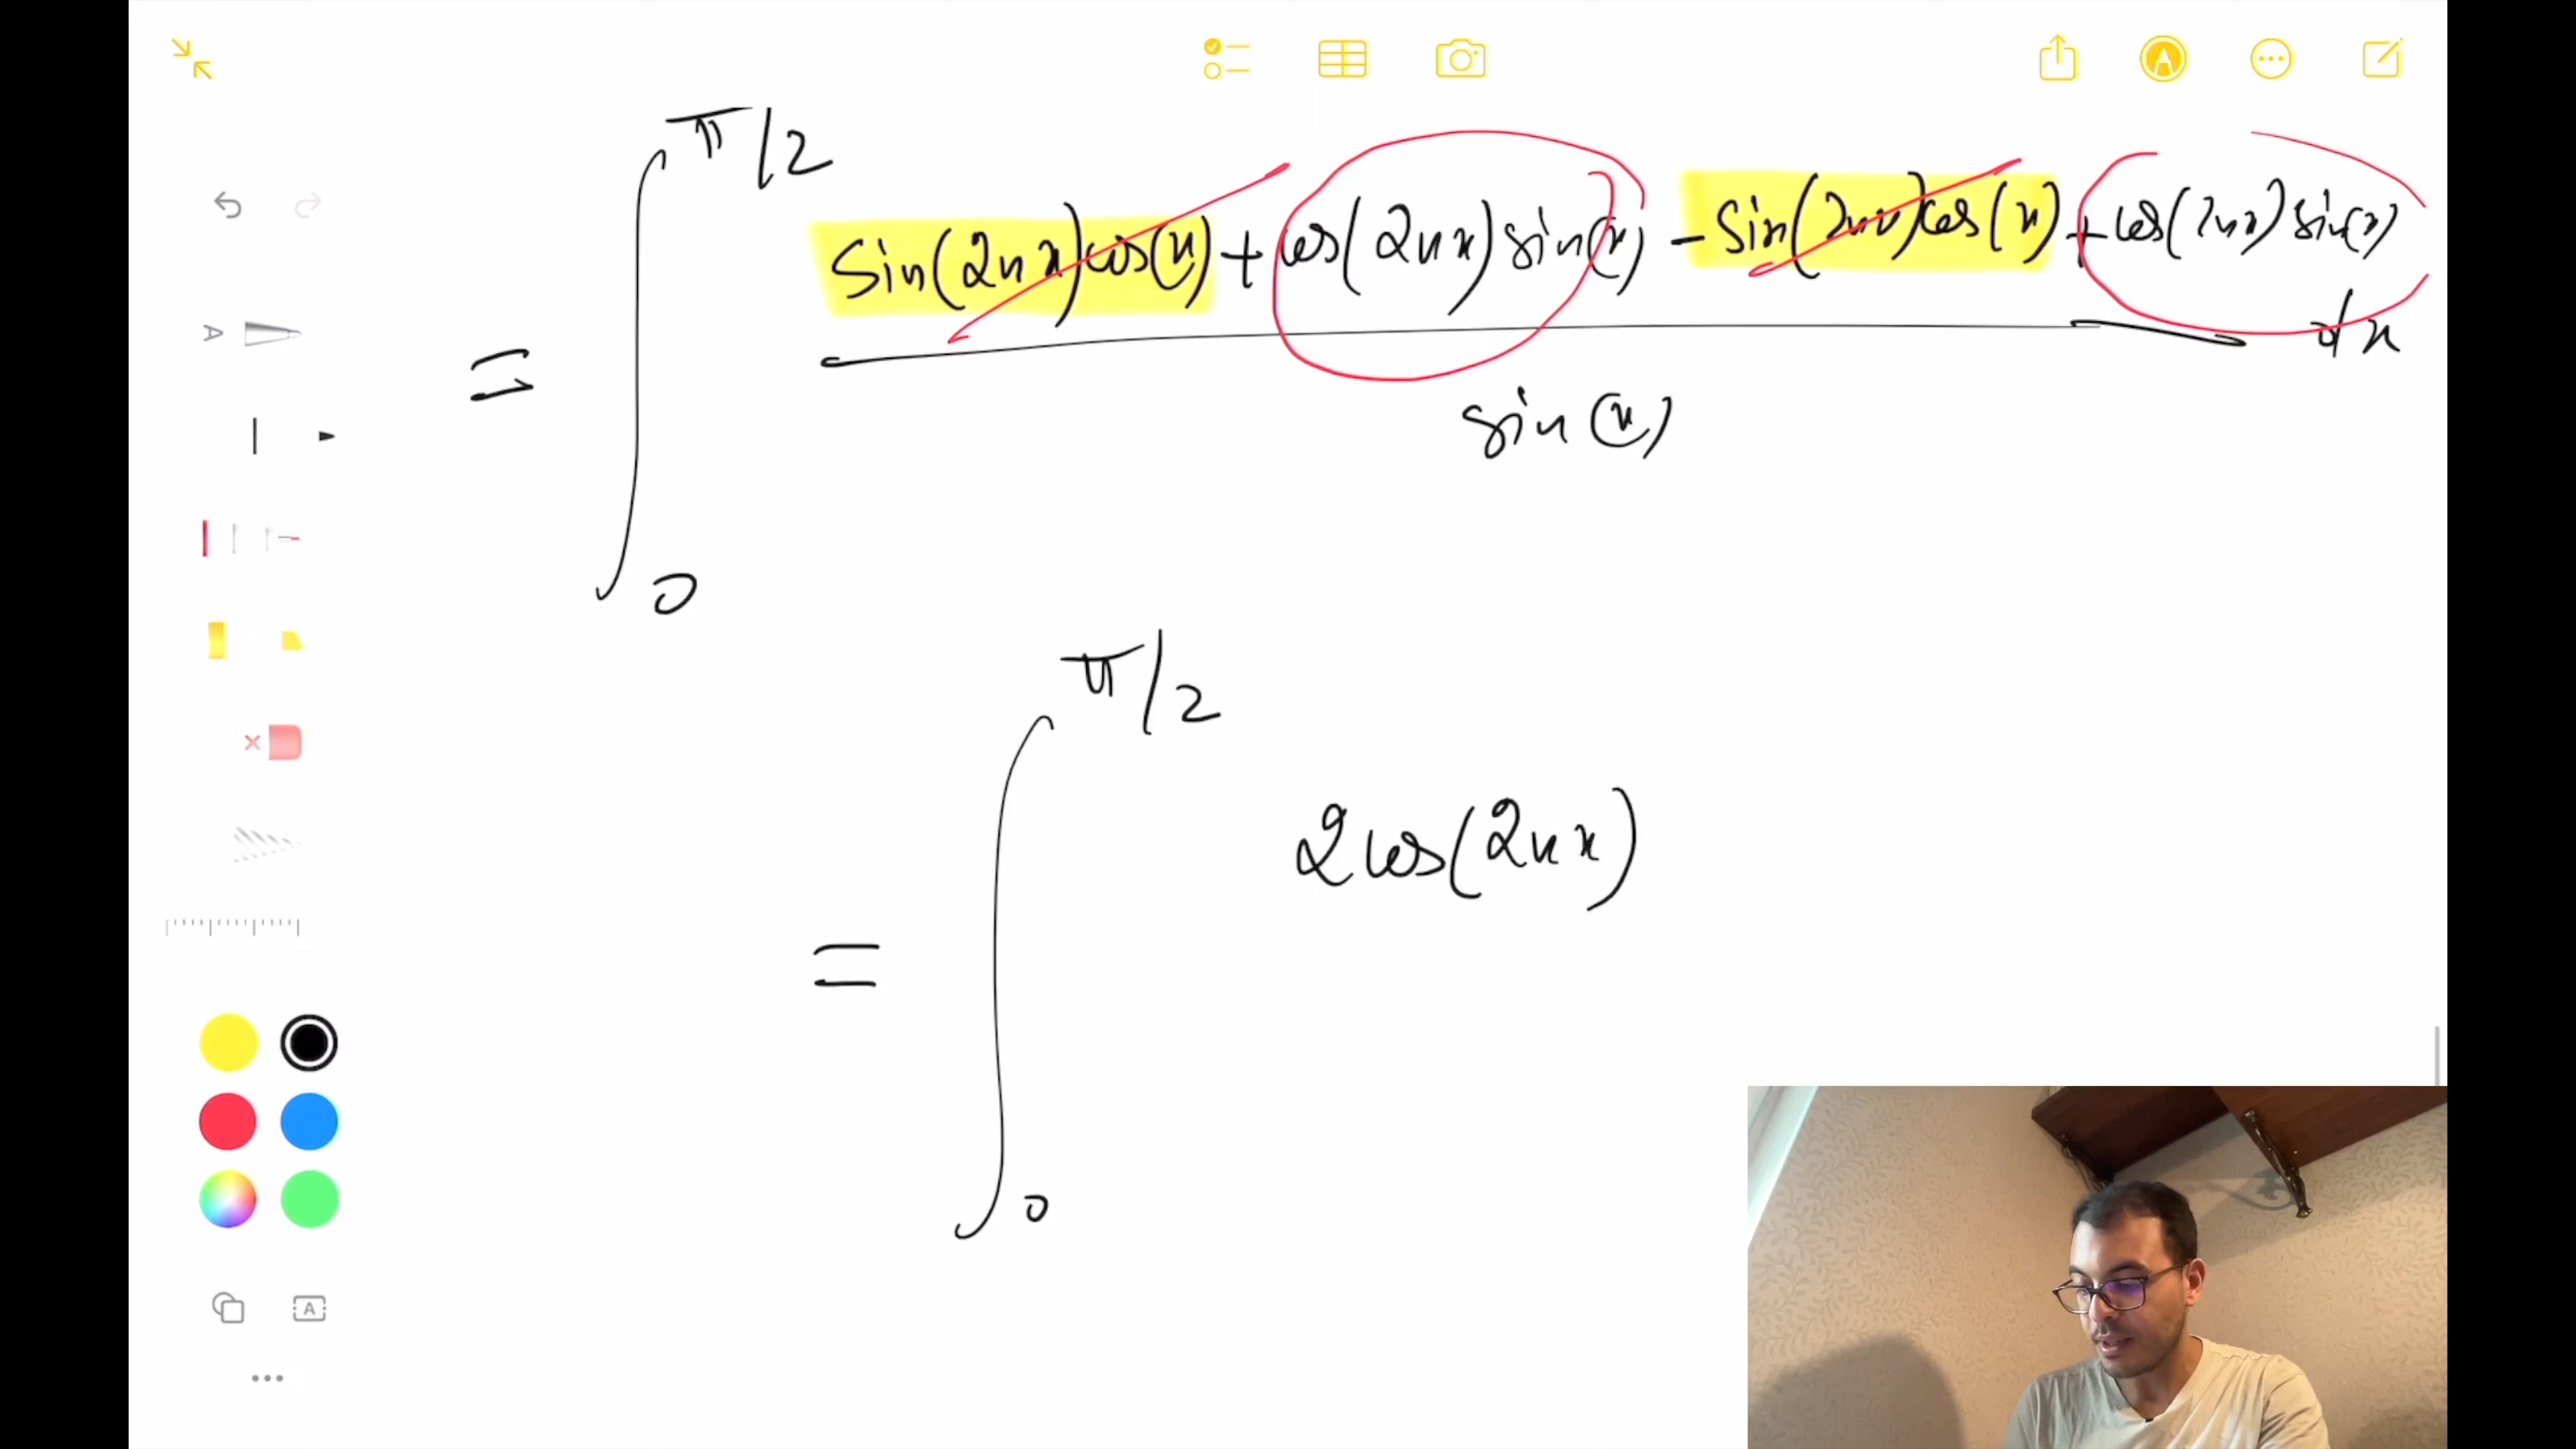 = ∫₀^π/2 (sin(2nx)cos(x) + cos(2nx)sin(x) - sin(2nx)cos(x) + cos(2nx)sin(x)) / sin(x) dx
= ∫₀^π/2 2cos(2nx)